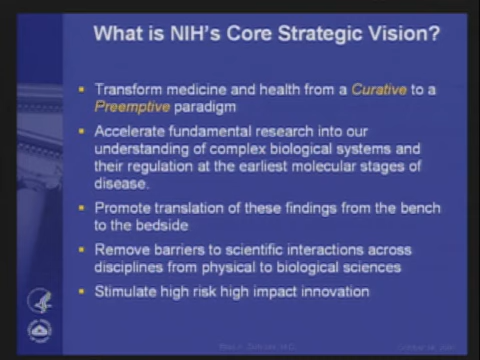 What is NIH's Core Strategic Vision?
Transform medicine and health from a Curative to a
Preemptive paradigm
Accelerate fundamental research into our
understanding of complex biological systems and
their regulation at the earliest molecular stages of
disease.
Promote translation of these findings from the bench
to the bedside
Remove barriers to scientific interactions across
disciplines from physical to biological sciences
Stimulate high risk high impact innovation